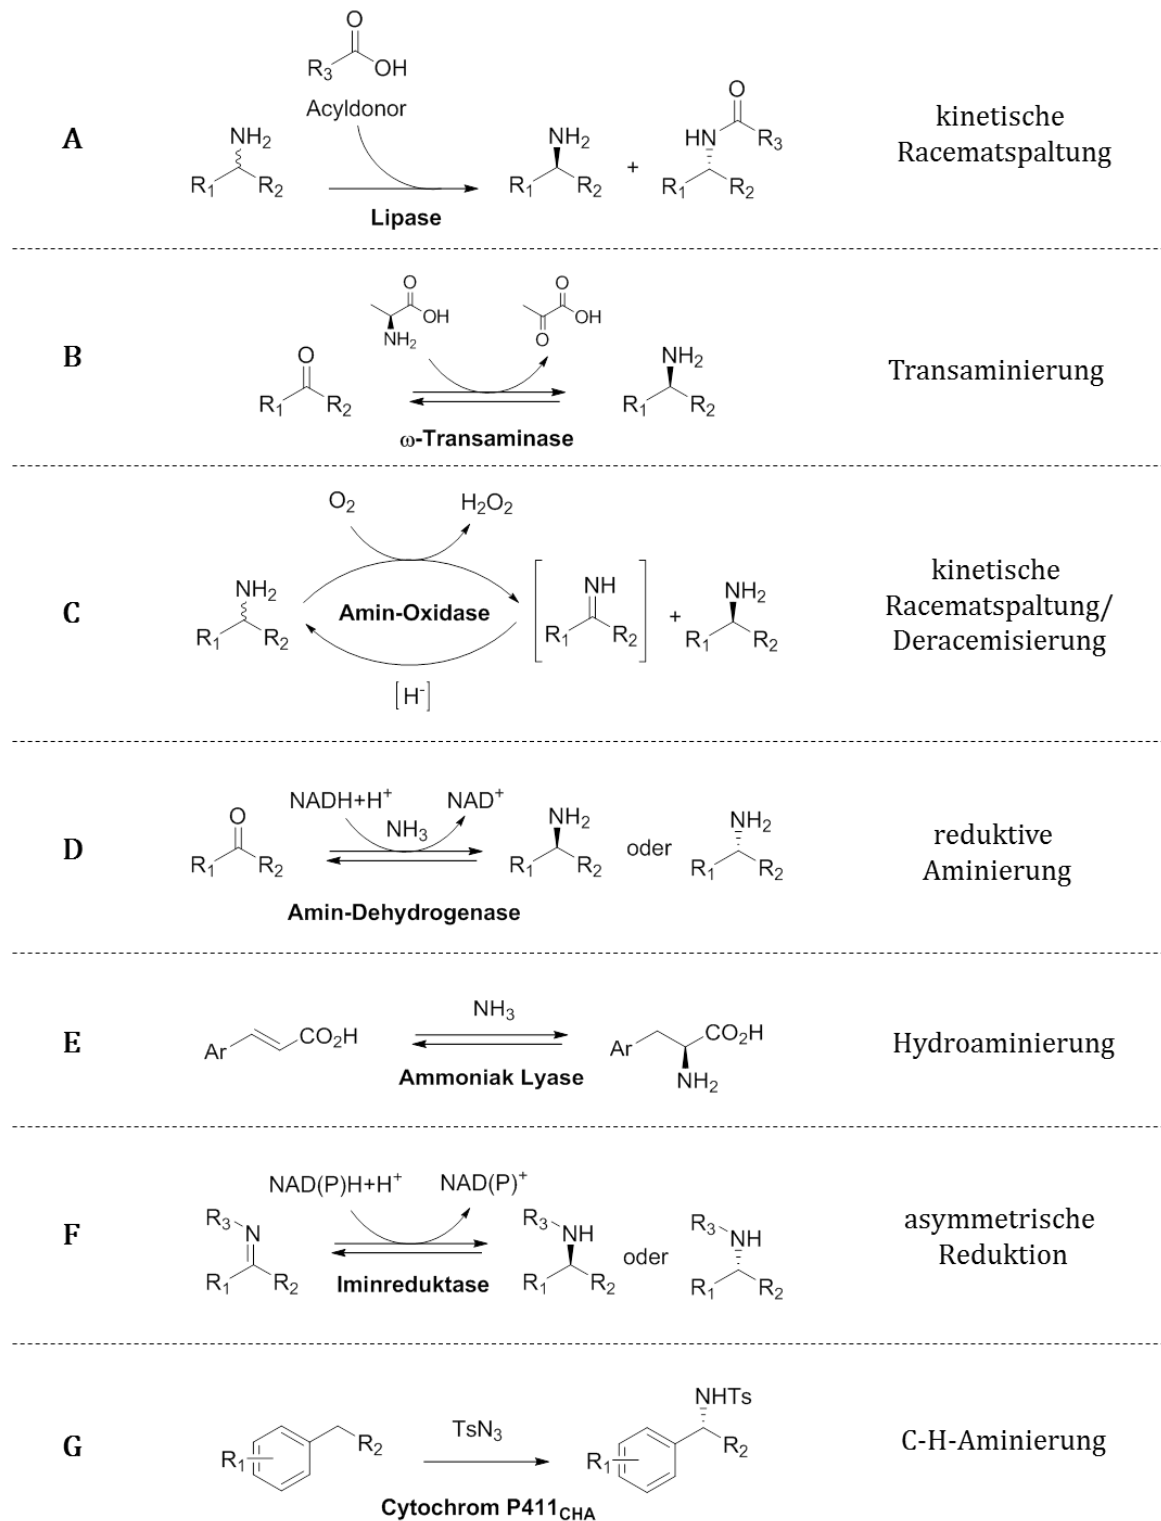 A
O
R₃
OH
Acyldonor
NH₂
R₁
R₂
Lipase
NH₂
R₁
R₂
+
O
HN
R₃
R₁
R₂
kinetische
Racematspaltung
B
O
R₁
R₂
O
OH
NH₂
O
OH
O
ω-Transaminase
NH₂
R₁
R₂
Transaminierung
C
O₂
H₂O₂
NH₂
R₁
R₂
Amin-Oxidase
[H⁻]
NH
R₁
R₂
+
NH₂
R₁
R₂
kinetische
Racematspaltung/
Deracemisierung
D
O
R₁
R₂
NADH+H⁺
NAD⁺
NH₃
Amin-Dehydrogenase
NH₂
R₁
R₂
oder
NH₂
R₁
R₂
reduktive
Aminierung
E
Ar
CO₂H
NH₃
Ammoniak Lyase
Ar
CO₂H
NH₂
Hydroaminierung
F
R₃
N
R₁
R₂
NAD(P)H+H⁺
NAD(P)⁺
Iminreduktase
R₃
NH
R₁
R₂
oder
R₃
NH
R₁
R₂
asymmetrische
Reduktion
G
R₁
R₂
TsN₃
Cytochrom P411CHA
NHTs
R₁
R₂
C-H-Aminierung